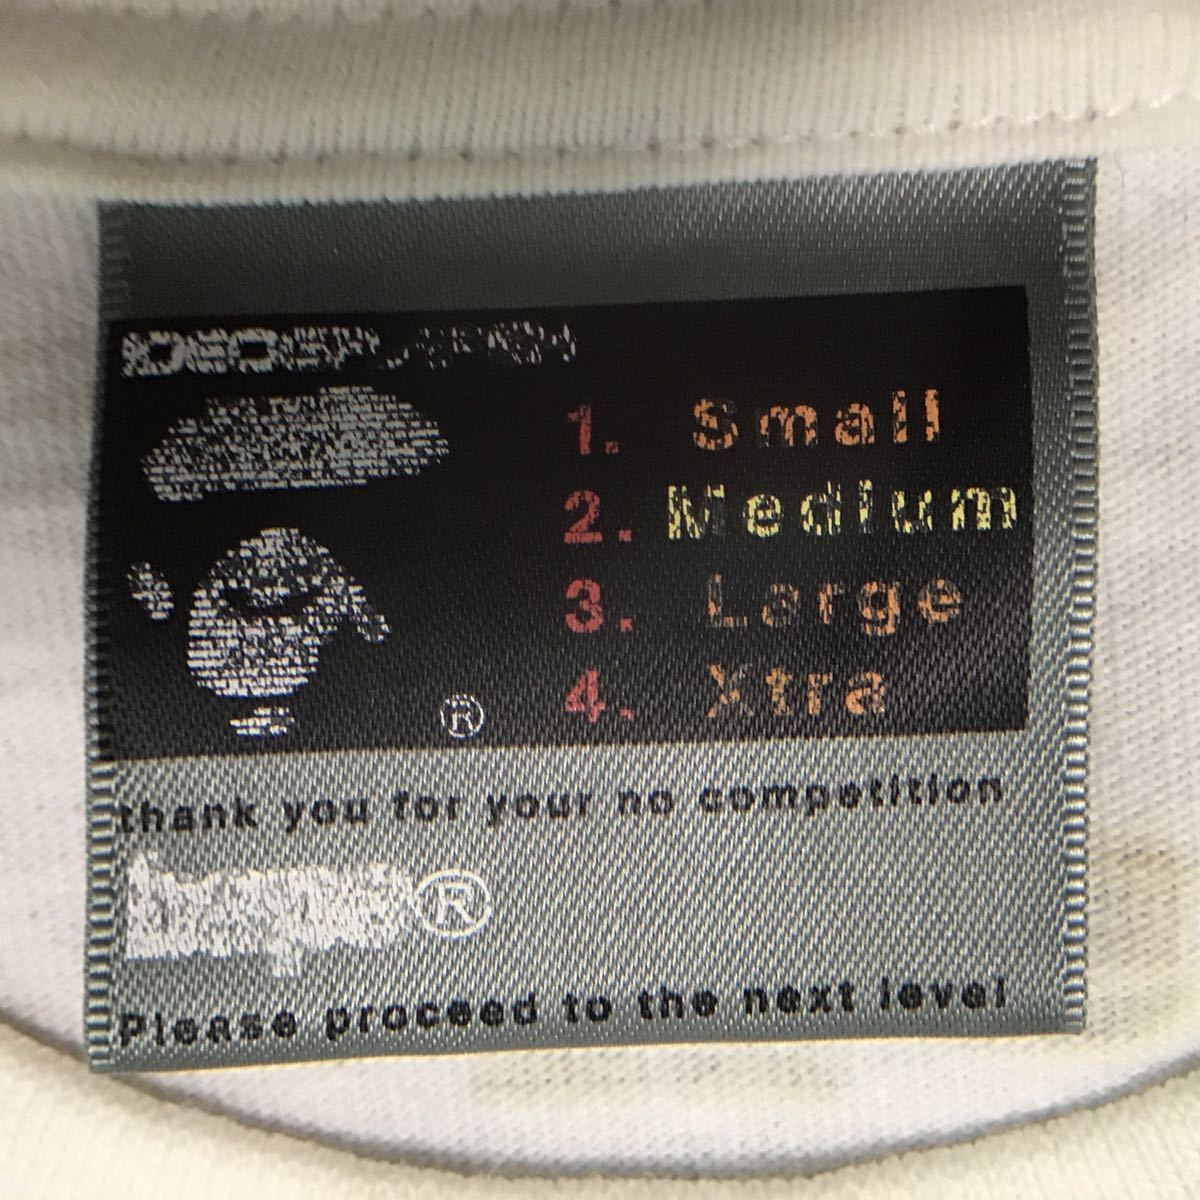 1. Small
2. Medium
3. Large
4. Xtra
®
thank you for your no competition
®
Please proceed to the next level